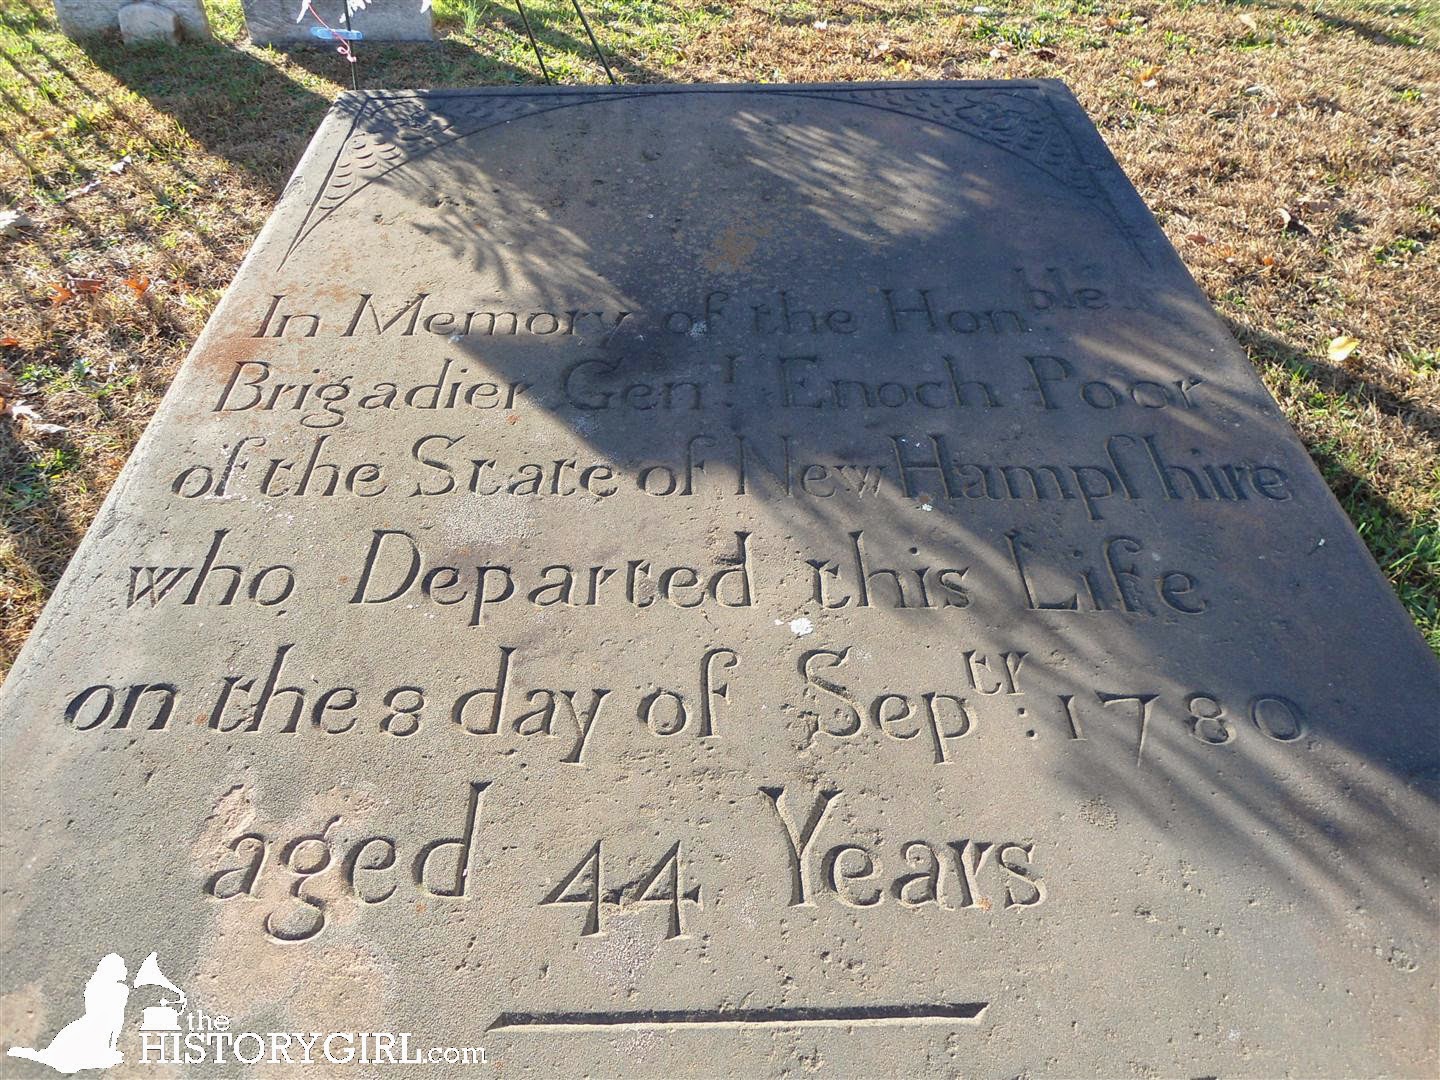 In Memory of the Honble
Brigadier Genl Enoch Poor
of the State of New Hampſhire
who Departed this Life
on the 8 day of Septr: 1780
aged 44 Years
the
HISTORYGIRL.com